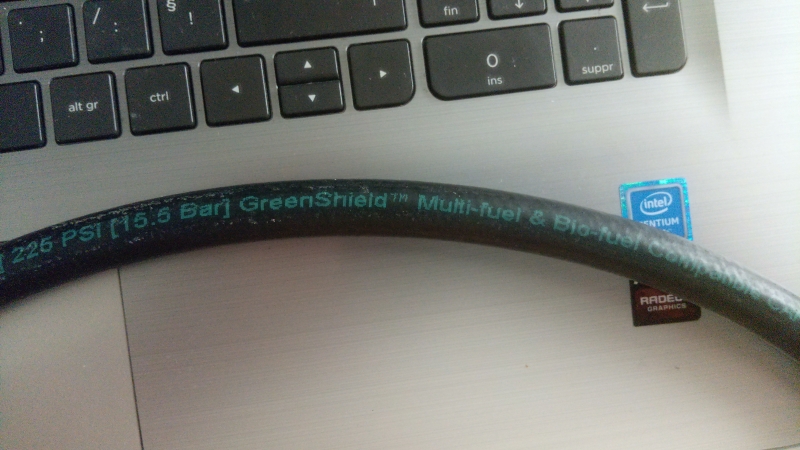 ; .
/ :
§ !
fin
alt gr
ctrl
0
ins
.
suppr
225 PSI [15.5 Bar] GreenShield™ Multi-fuel & Bio-fuel
intel
PENTIUM
RADEON
GRAPHICS